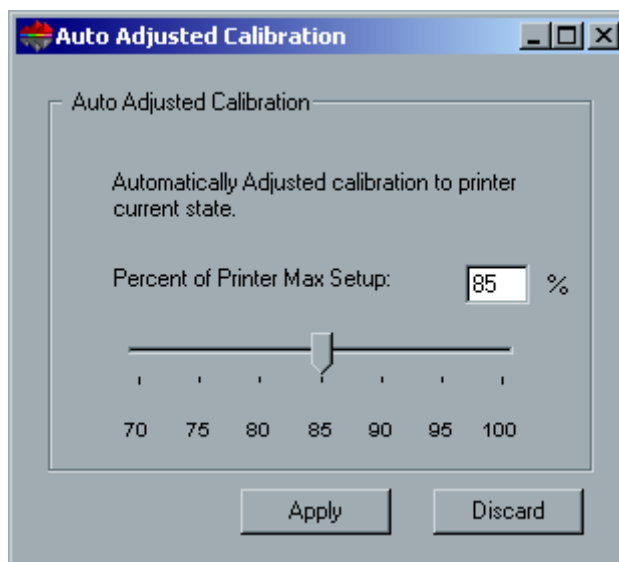 Auto Adjusted Calibration
Auto Adjusted Calibration
Automatically Adjusted calibration to printer
current state.
Percent of Printer Max Setup: 85 %
70 75 80 85 90 95 100
Apply Discard